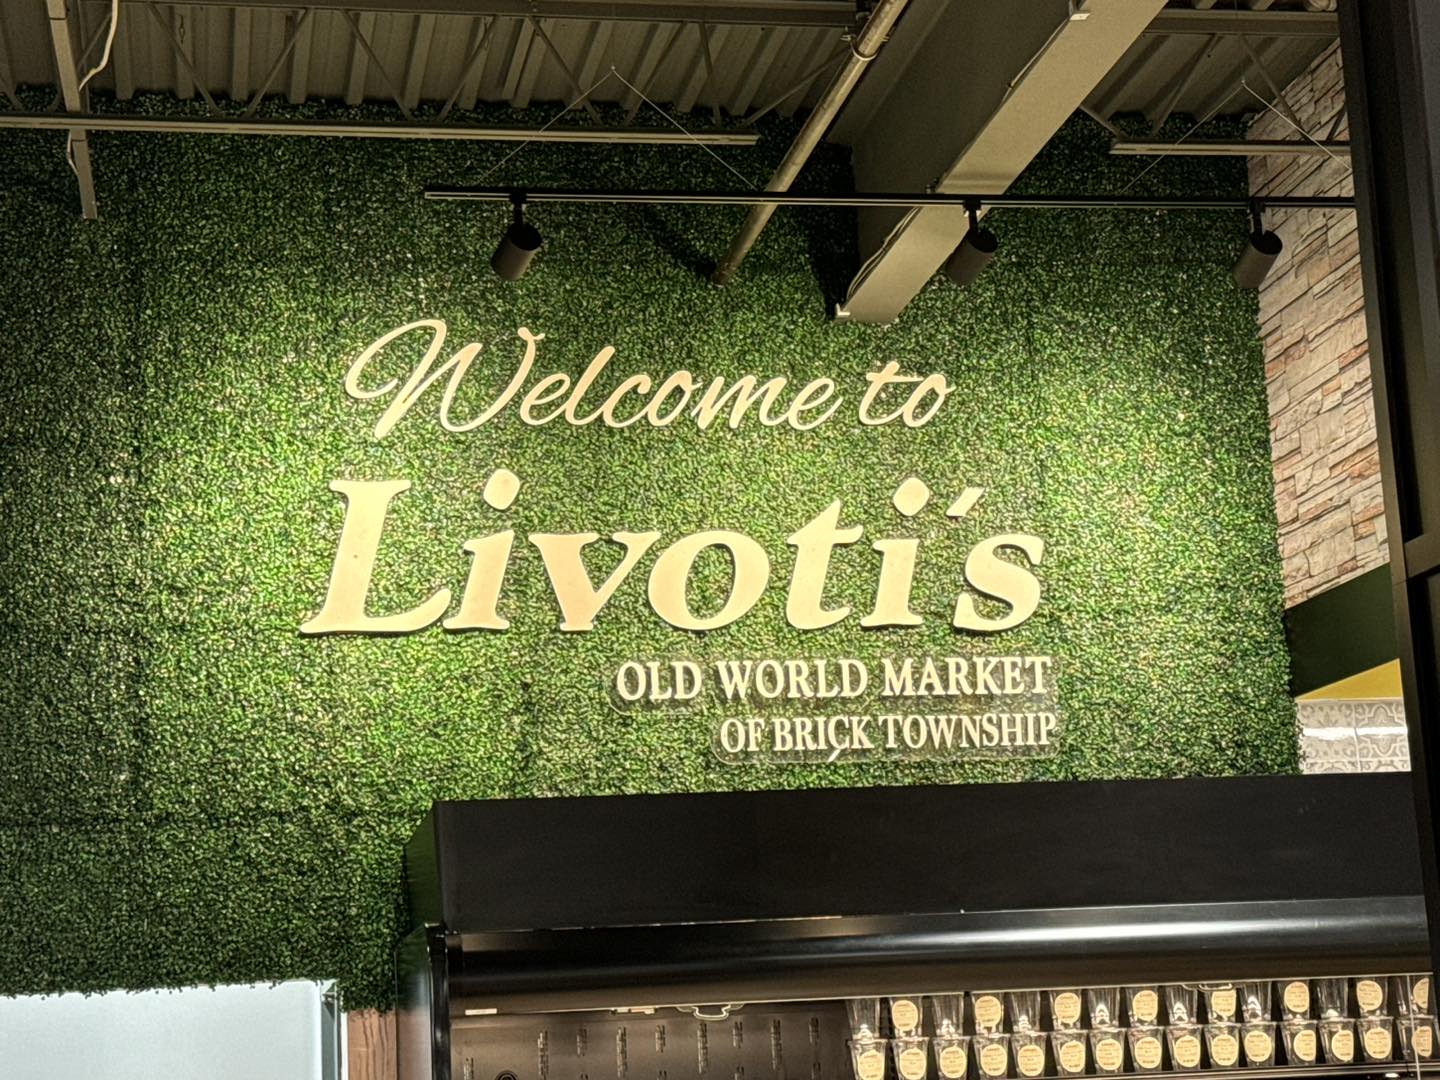 Welcome to
Livoti's
OLD WORLD MARKET
OF BRICK TOWNSHIP